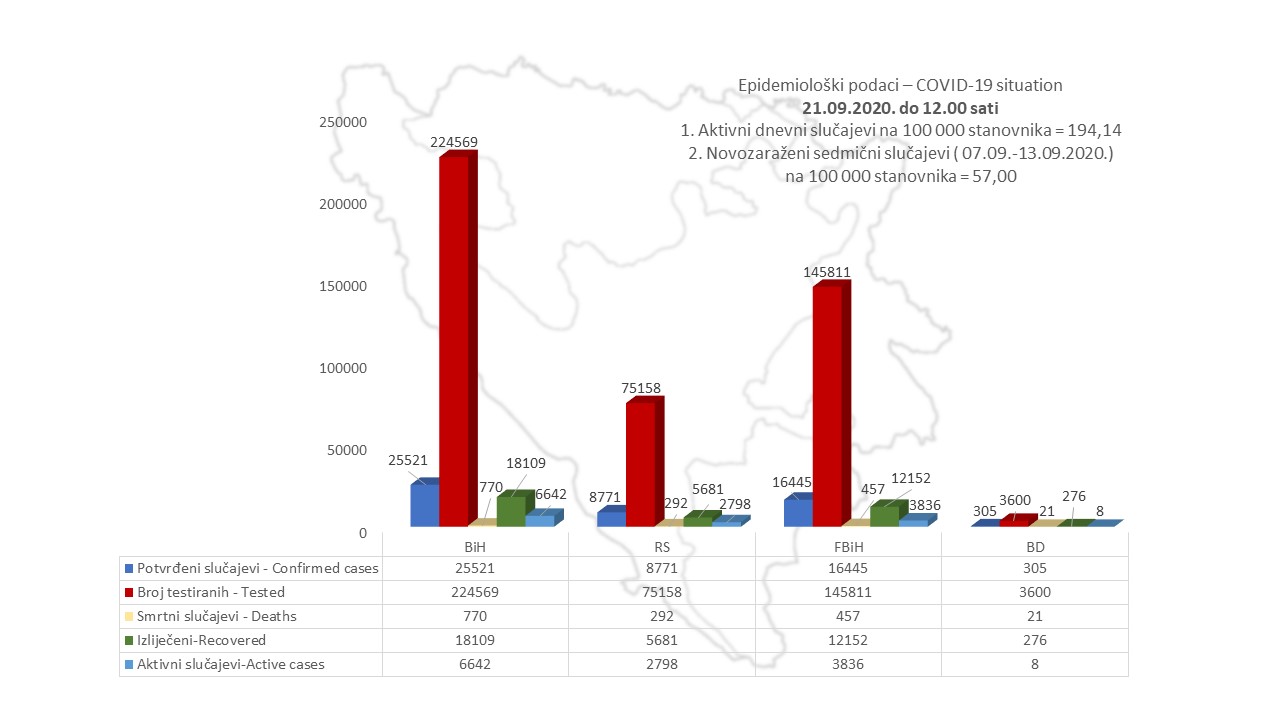 Epidemiološki podaci – COVID-19 situation
21.09.2020. do 12.00 sati
1. Aktivni dnevni slučajevi na 100 000 stanovnika = 194,14
2. Novozaraženi sedmični slučajevi ( 07.09.-13.09.2020.)
na 100 000 stanovnika = 57,00
250000
200000
150000
100000
50000
0
25521
224569
770
18109
6642
8771
75158
292
5681
2798
16445
145811
457
12152
3836
305
3600
21
276
8
BiH RS FBiH BD
Potvrđeni slučajevi - Confirmed cases 25521 8771 16445 305
Broj testiranih - Tested 224569 75158 145811 3600
Smrtni slučajevi - Deaths 770 292 457 21
Izliječeni-Recovered 18109 5681 12152 276
Aktivni slučajevi-Active cases 6642 2798 3836 8